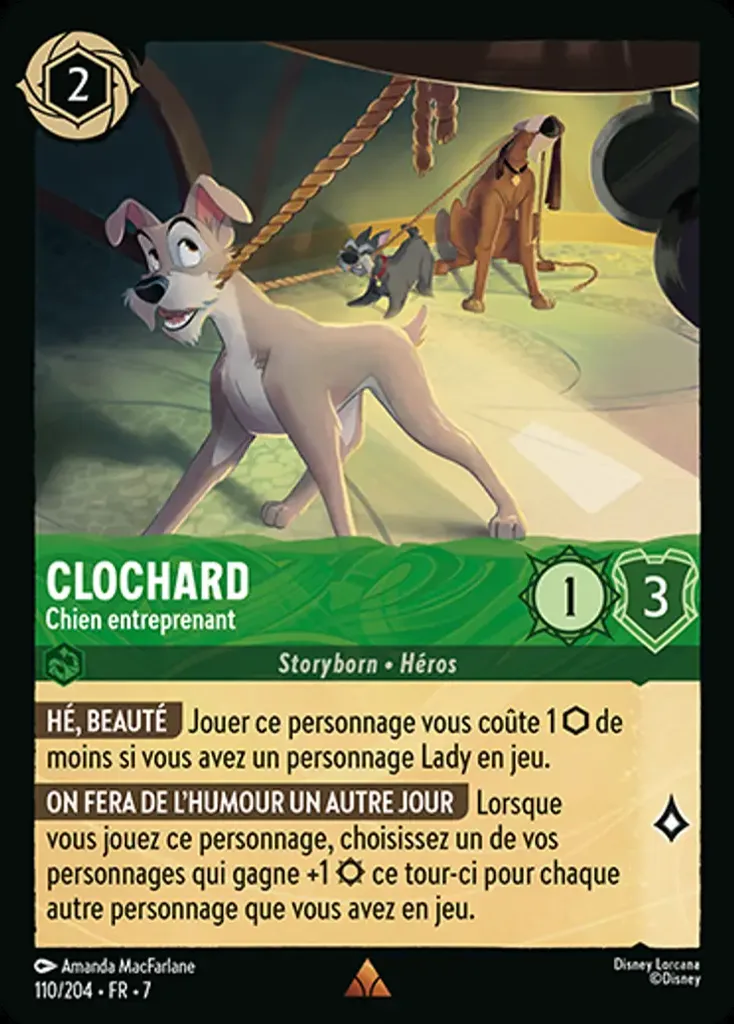 2
CLOCHARD
Chien entreprenant
1
3
Storyborn • Héros
HÉ, BEAUTÉ Jouer ce personnage vous coûte 1 ⬡ de
moins si vous avez un personnage Lady en jeu.
ON FERA DE L'HUMOUR UN AUTRE JOUR Lorsque
vous jouez ce personnage, choisissez un de vos
personnages qui gagne +1 ce tour-ci pour chaque
autre personnage que vous avez en jeu.
Amanda MacFarlane
110/204 • FR • 7
Disney Lorcana
©Disney